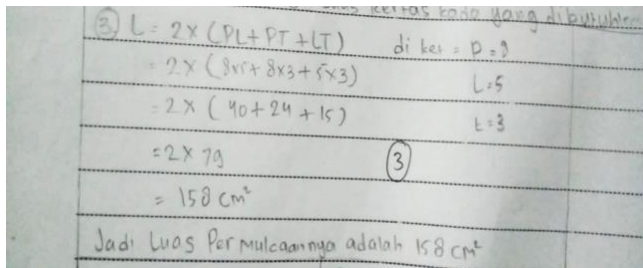 kertas kado yang dibutuhkan
③ L = 2 x (PL + PT + LT) di ket = P = 8
= 2 x (8x5 + 8x3 + 5x3) L = 5
= 2 x (40 + 24 + 15) t = 3
= 2 x 79 ③
= 158 cm²
Jadi Luas Permukaannya adalah 158 cm²